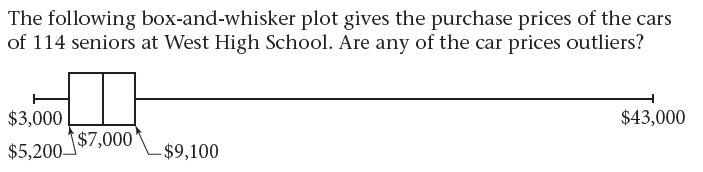 The following box-and-whisker plot gives the purchase prices of the cars
of 114 seniors at West High School. Are any of the car prices outliers?
$3,000
$43,000
$7,000
$5,200
$9,100